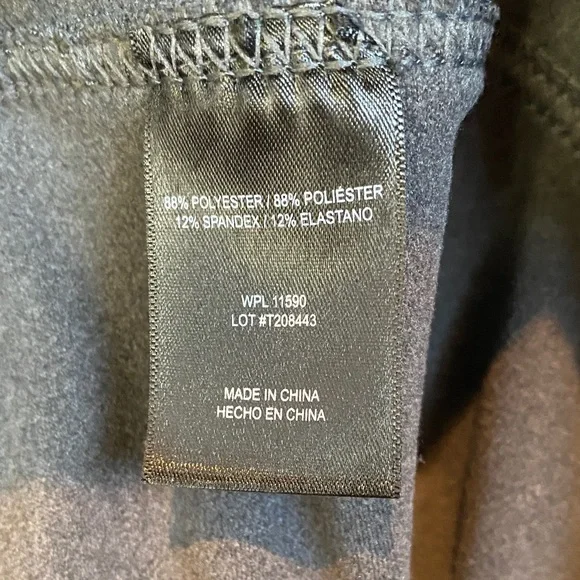 88% POLYESTER / 88% POLIÉSTER
12% SPANDEX / 12% ELASTANO
WPL 11590
LOT #T208443
MADE IN CHINA
HECHO EN CHINA